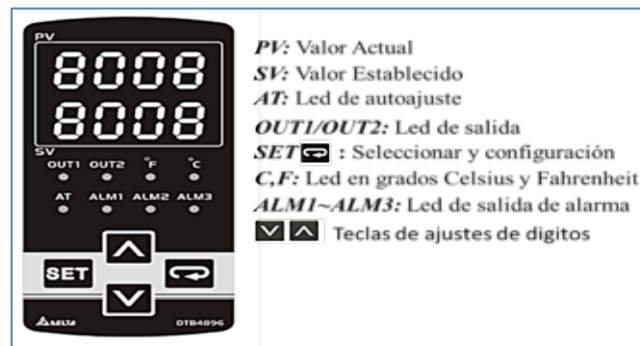 PV
8008
8008
SV
OUT1 OUT2 °F °C
AT ALM1 ALM2 ALM3
SET
DELTA DTB4896
PV: Valor Actual
SV: Valor Establecido
AT: Led de autoajuste
OUT1/OUT2: Led de salida
SET : Seleccionar y configuración
C,F: Led en grados Celsius y Fahrenheit
ALM1~ALM3: Led de salida de alarma
Teclas de ajustes de digitos